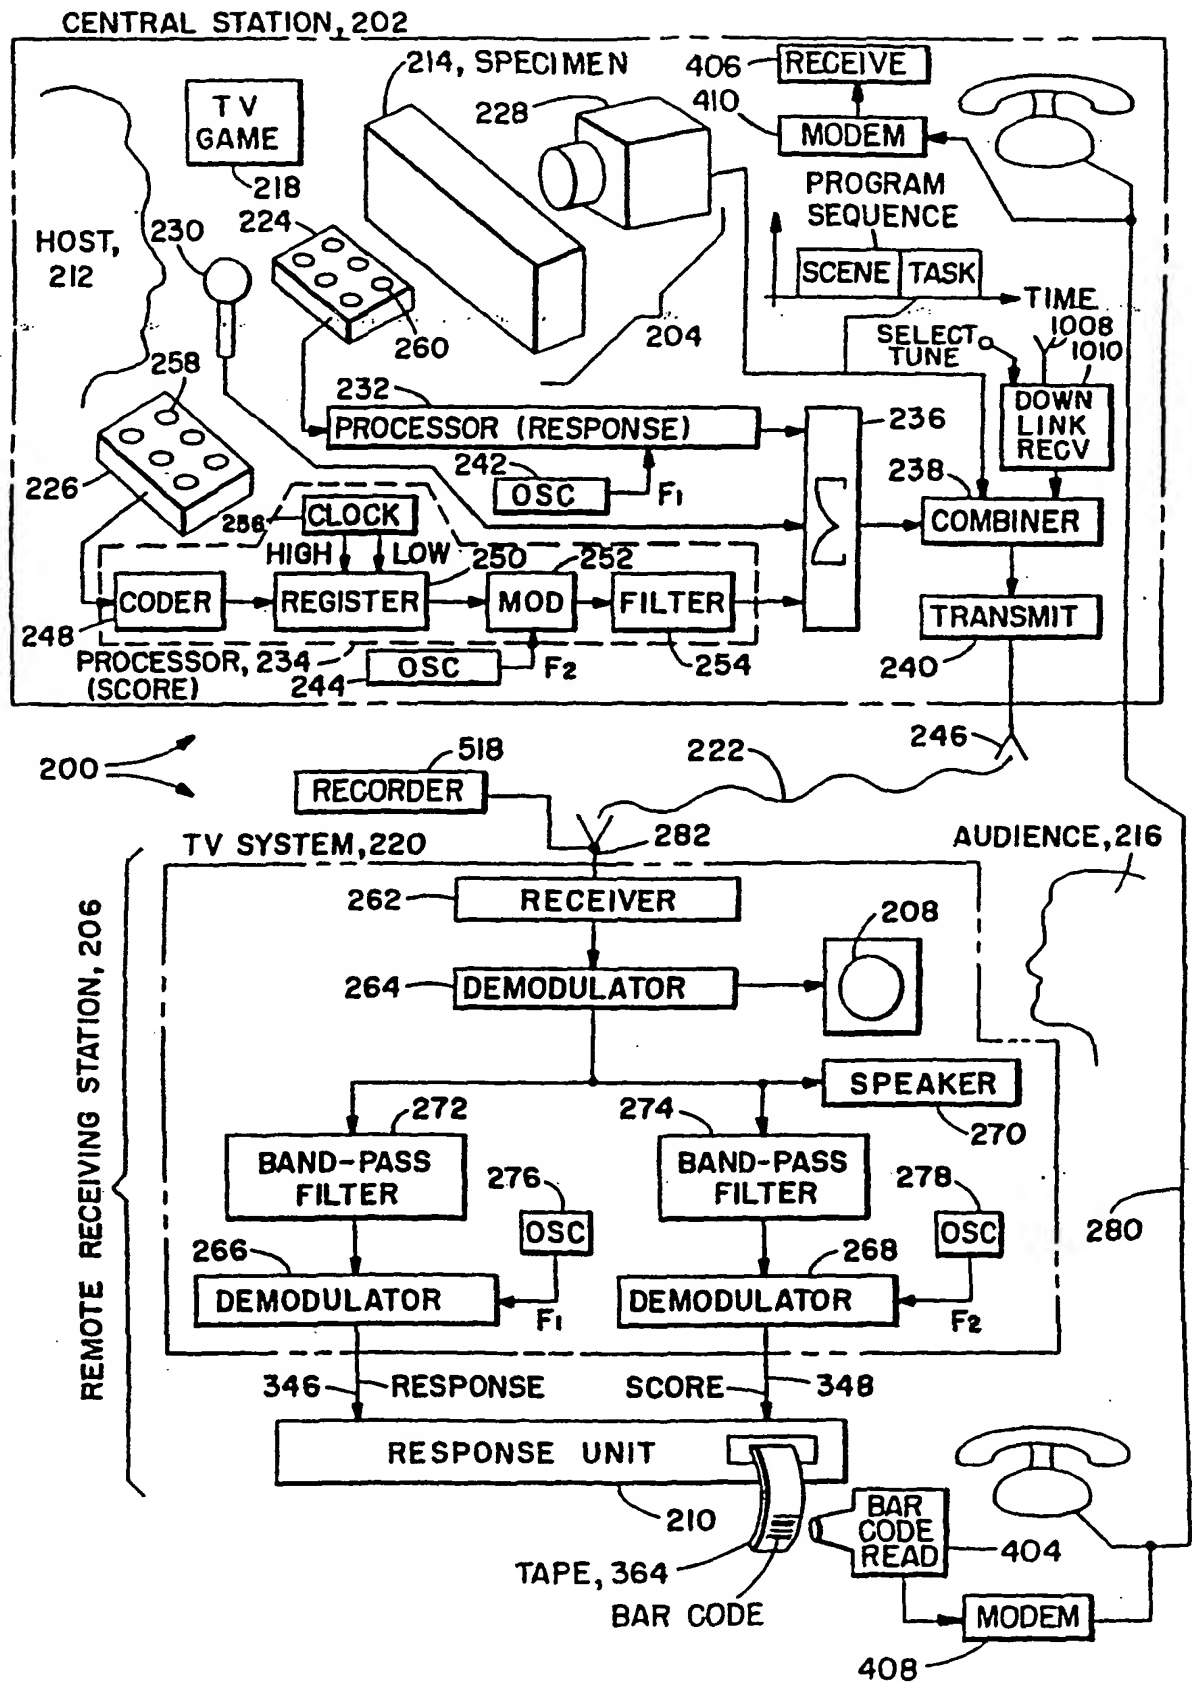 CENTRAL STATION, 202
214, SPECIMEN
406
RECEIVE
TV
GAME
228
410
MODEM
218
PROGRAM
SEQUENCE
224
HOST,
212
230
SCENE
TASK
TIME
260
204
SELECT
TUNE
1008
1010
258
232
PROCESSOR (RESPONSE)
236
DOWN
LINK
RECV
226
242
OSC
F1
238
256
CLOCK
COMBINER
HIGH
LOW
250
252
CODER
REGISTER
MOD
FILTER
TRANSMIT
248
PROCESSOR, 234
(SCORE)
244
OSC
F2
254
240
246
200
518
222
RECORDER
TV SYSTEM, 220
282
AUDIENCE, 216
262
RECEIVER
208
264
DEMODULATOR
REMOTE RECEIVING STATION, 206
SPEAKER
272
274
270
BAND-PASS
FILTER
276
BAND-PASS
FILTER
278
OSC
OSC
280
266
268
DEMODULATOR
F1
DEMODULATOR
F2
346
RESPONSE
SCORE
348
RESPONSE UNIT
210
BAR
CODE
READ
404
TAPE, 364
BAR CODE
MODEM
408